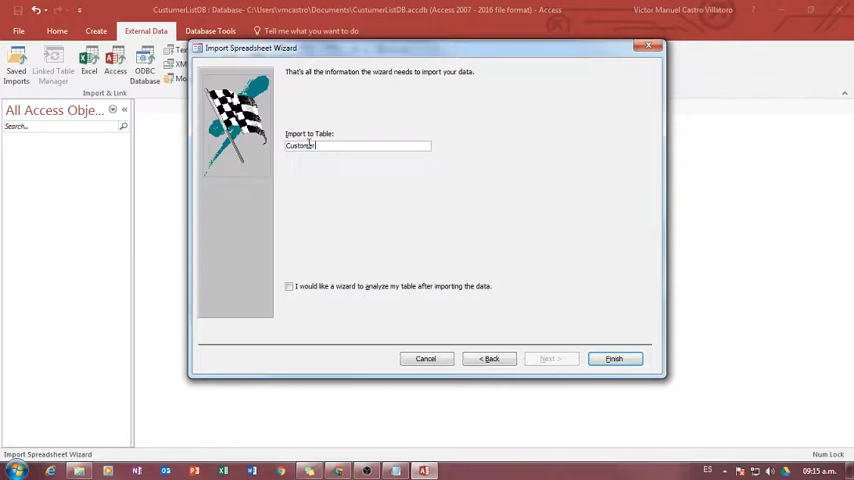 CustumerListDB : Database- C:\Users\vmcastro\Documents\CustumerListDB.accdb (Access 2007 - 2016 file format) - Access
Victor Manuel Castro Villatoro
File Home Create External Data Database Tools Tell me what you want to do
Saved Imports
Linked Table Manager
Excel
Access
ODBC Database
Import & Link
All Access Obje...
Search...
Import Spreadsheet Wizard
That's all the information the wizard needs to import your data.
Import to Table:
Customer
I would like a wizard to analyze my table after importing the data.
Cancel
< Back
Next >
Finish
Import Spreadsheet Wizard
Num Lock
ES
09:15 a.m.